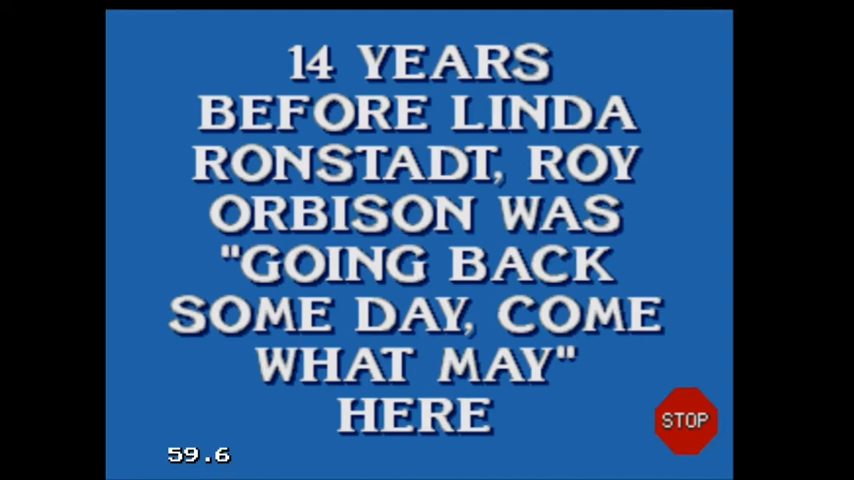 14 YEARS
BEFORE LINDA
RONSTADT, ROY
ORBISON WAS
"GOING BACK
SOME DAY, COME
WHAT MAY"
HERE
STOP
59.6